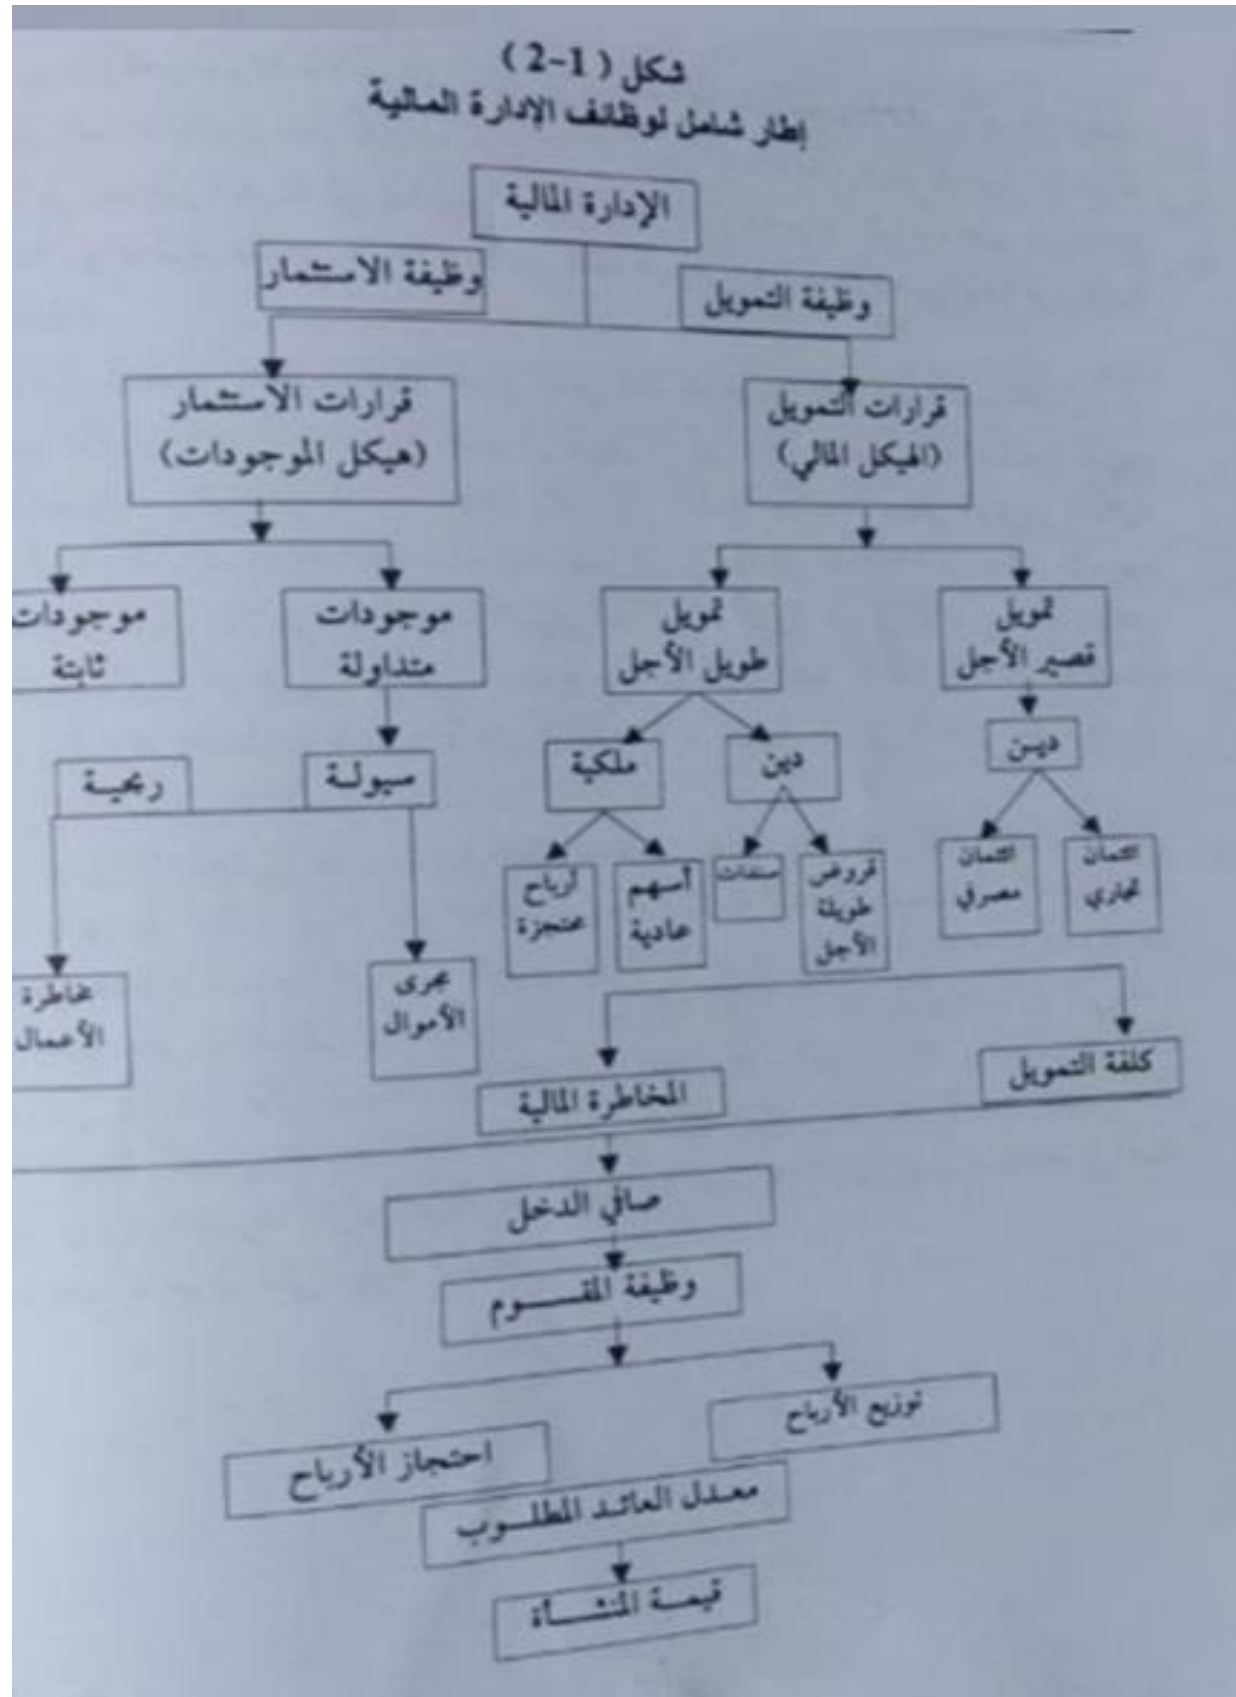 شكل ( 1-2 )
إطار شامل لوظائف الإدارة المالية
الإدارة المالية
وظيفة التمويل
وظيفة الاستثمار
قرارات التمويل
(الهيكل المالي)
قرارات الاستثمار
(هيكل الموجودات)
تمويل
قصير الأجل
تمويل
طويل الأجل
موجودات
متداولة
موجودات
ثابتة
دين
دين
ملكية
سيولة
ربحية
ائتمان
تجاري
ائتمان
مصرفي
قروض
طويلة
الأجل
سندات
أسهم
عادية
أرباح
محتجزة
مجرى
الأموال
مخاطرة
الأعمال
كلفة التمويل
المخاطرة المالية
صافي الدخل
وظيفة المقسوم
توزيع الأرباح
احتجاز الأرباح
معدل العائد المطلوب
قيمة المنشأة